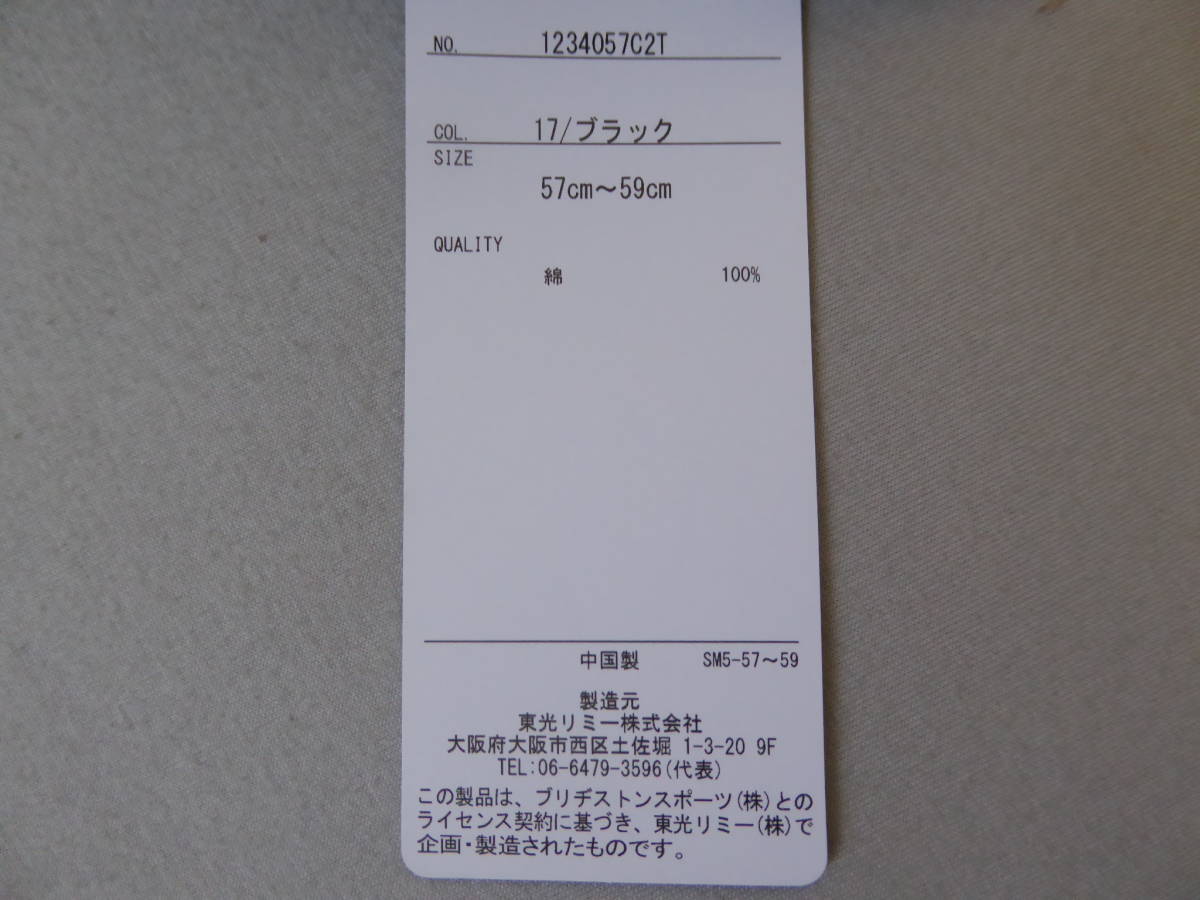 NO. 1234057C2T
COL. 17/ブラック
SIZE
57cm～59cm
QUALITY
綿 100%
中国製 SM5-57～59
製造元
東光リミー株式会社
大阪府大阪市西区土佐堀 1-3-20 9F
TEL:06-6479-3596(代表)
この製品は、ブリヂストンスポーツ(株)との
ライセンス契約に基づき、東光リミー(株)で
企画・製造されたものです。